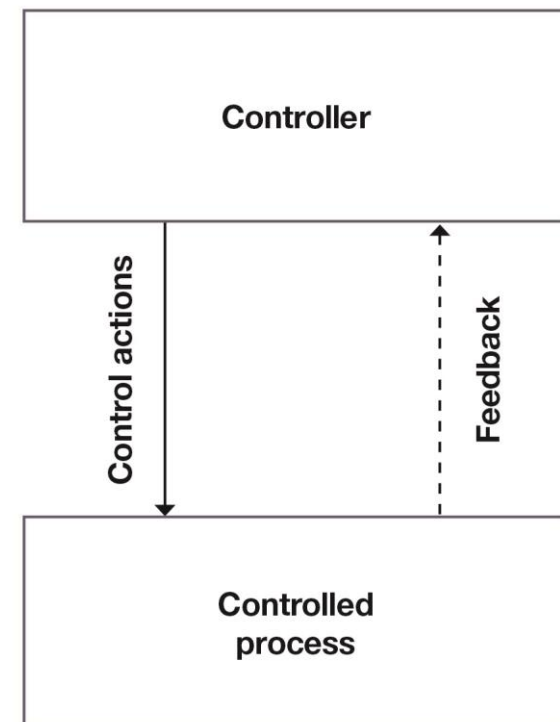 Controller
Control actions
Feedback
Controlled
process